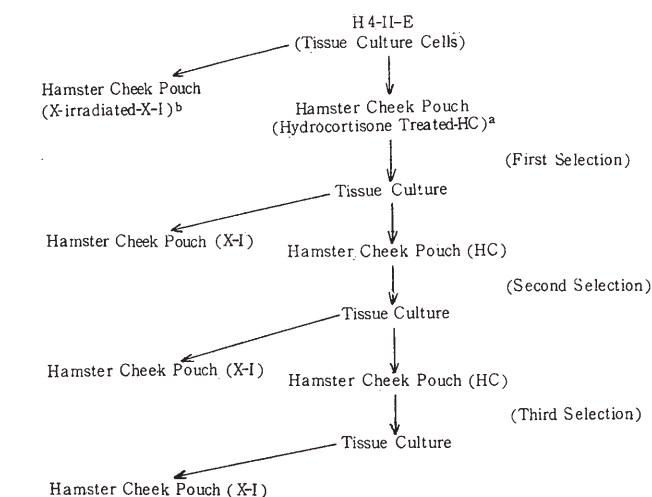 H4-II-E
(Tissue Culture Cells)
Hamster Cheek Pouch
(X-irradiated-X-I)ᵇ
Hamster Cheek Pouch
(Hydrocortisone Treated-HC)ᵃ
(First Selection)
Tissue Culture
Hamster Cheek Pouch (X-I)
Hamster Cheek Pouch (HC)
(Second Selection)
Tissue Culture
Hamster Cheek Pouch (X-I)
Hamster Cheek Pouch (HC)
(Third Selection)
Tissue Culture
Hamster Cheek Pouch (X-I)